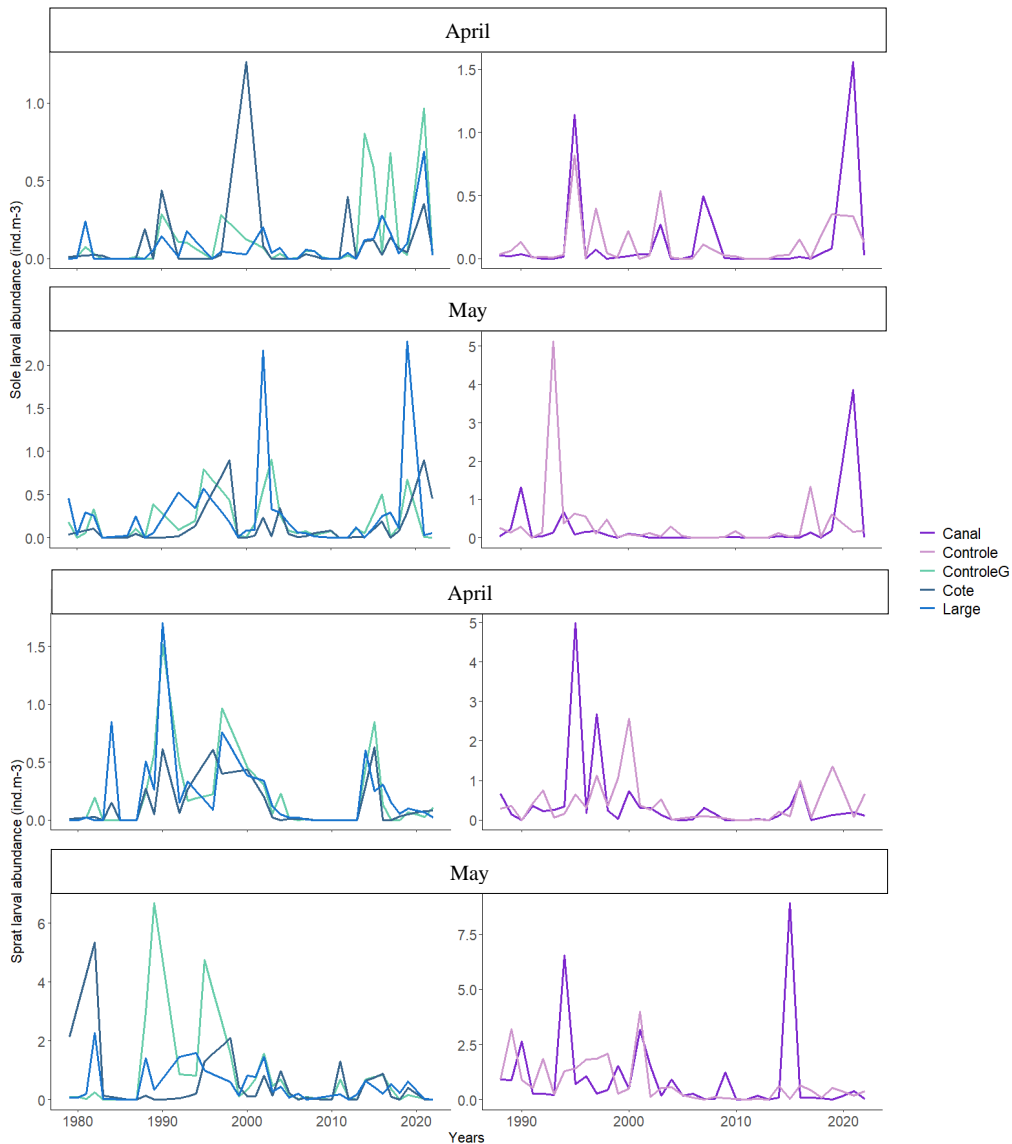 April
Sole larval abundance (ind.m-3)
1.0
0.5
0.0
1.5
1.0
0.5
0.0
May
2.0
1.5
1.0
0.5
0.0
5
4
3
2
1
0
Canal
Controle
ControleG
Cote
Large
April
Sprat larval abundance (ind.m-3)
1.5
1.0
0.5
0.0
5
4
3
2
1
0
May
6
4
2
0
7.5
5.0
2.5
0.0
1980 1990 2000 2010 2020 1990 2000 2010 2020
Years